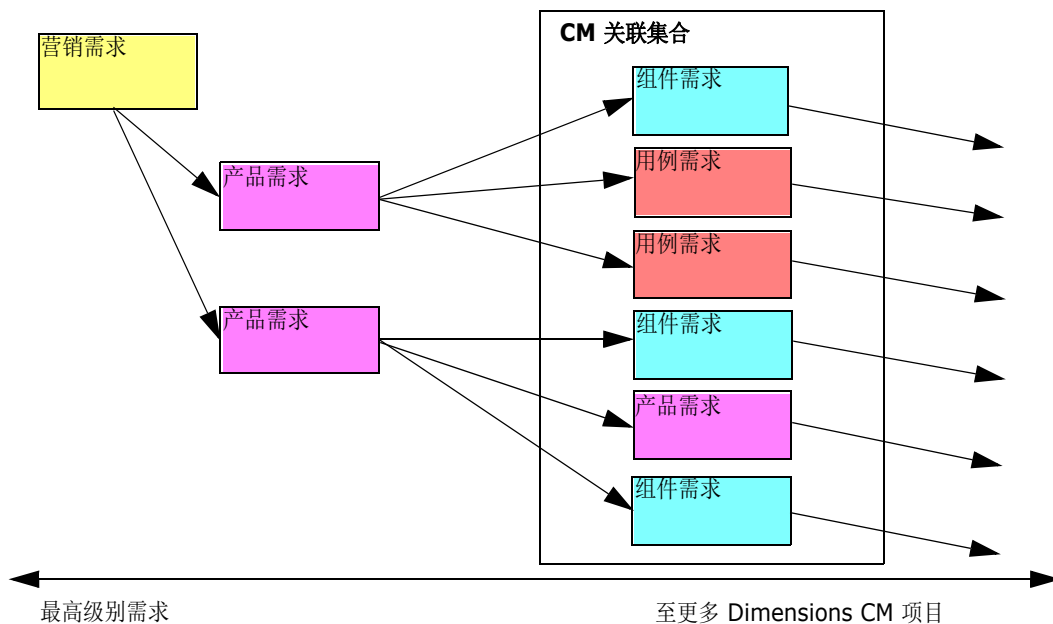 营销需求
CM 关联集合
组件需求
用例需求
产品需求
用例需求
产品需求
组件需求
产品需求
组件需求
最高级别需求
至更多 Dimensions CM 项目